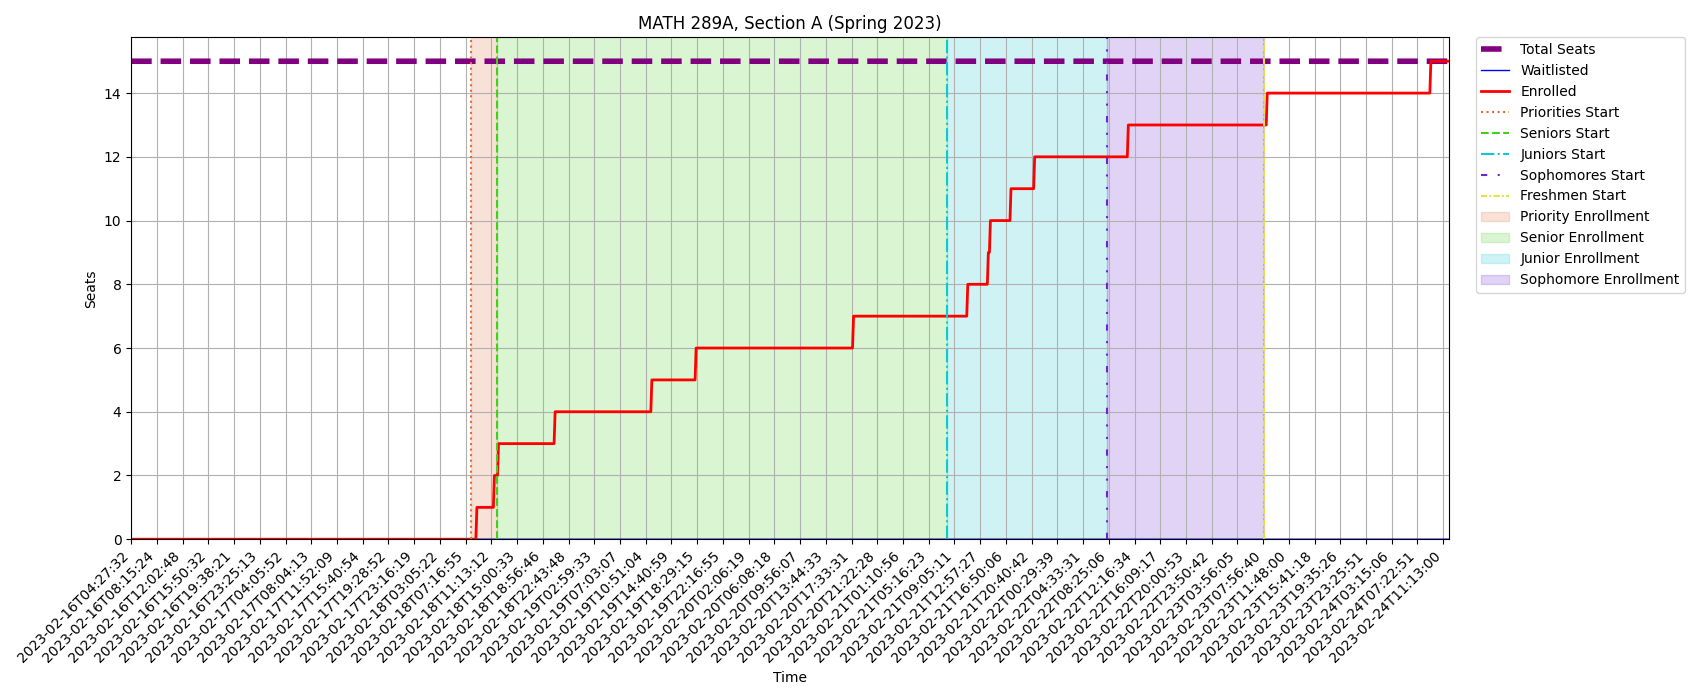 MATH 289A, Section A (Spring 2023)
Total Seats
Waitlisted
Enrolled
Priorities Start
Seniors Start
Juniors Start
Sophomores Start
Freshmen Start
Priority Enrollment
Senior Enrollment
Junior Enrollment
Sophomore Enrollment
Seats
14
12
10
8
6
4
2
0
2023-02-16T04:27:32
2023-02-16T08:15:24
2023-02-16T12:02:48
2023-02-16T15:50:32
2023-02-16T19:38:21
2023-02-16T23:25:13
2023-02-17T04:05:52
2023-02-17T08:04:13
2023-02-17T11:52:09
2023-02-17T15:40:54
2023-02-17T19:28:52
2023-02-17T23:16:19
2023-02-18T03:05:22
2023-02-18T07:16:55
2023-02-18T11:13:12
2023-02-18T15:00:33
2023-02-18T18:56:46
2023-02-18T22:43:48
2023-02-19T02:59:33
2023-02-19T07:03:07
2023-02-19T10:51:04
2023-02-19T14:40:59
2023-02-19T18:29:15
2023-02-19T22:16:55
2023-02-20T02:06:19
2023-02-20T06:08:18
2023-02-20T09:56:07
2023-02-20T13:44:33
2023-02-20T17:33:31
2023-02-20T21:22:28
2023-02-21T01:10:56
2023-02-21T05:16:23
2023-02-21T09:05:11
2023-02-21T12:57:27
2023-02-21T16:50:06
2023-02-21T20:40:42
2023-02-22T00:29:39
2023-02-22T04:33:31
2023-02-22T08:25:06
2023-02-22T12:16:34
2023-02-22T16:09:17
2023-02-22T20:00:53
2023-02-22T23:50:42
2023-02-23T03:56:05
2023-02-23T07:56:40
2023-02-23T11:48:00
2023-02-23T15:41:18
2023-02-23T19:35:26
2023-02-23T23:25:51
2023-02-24T03:15:06
2023-02-24T07:22:51
2023-02-24T11:13:00
Time